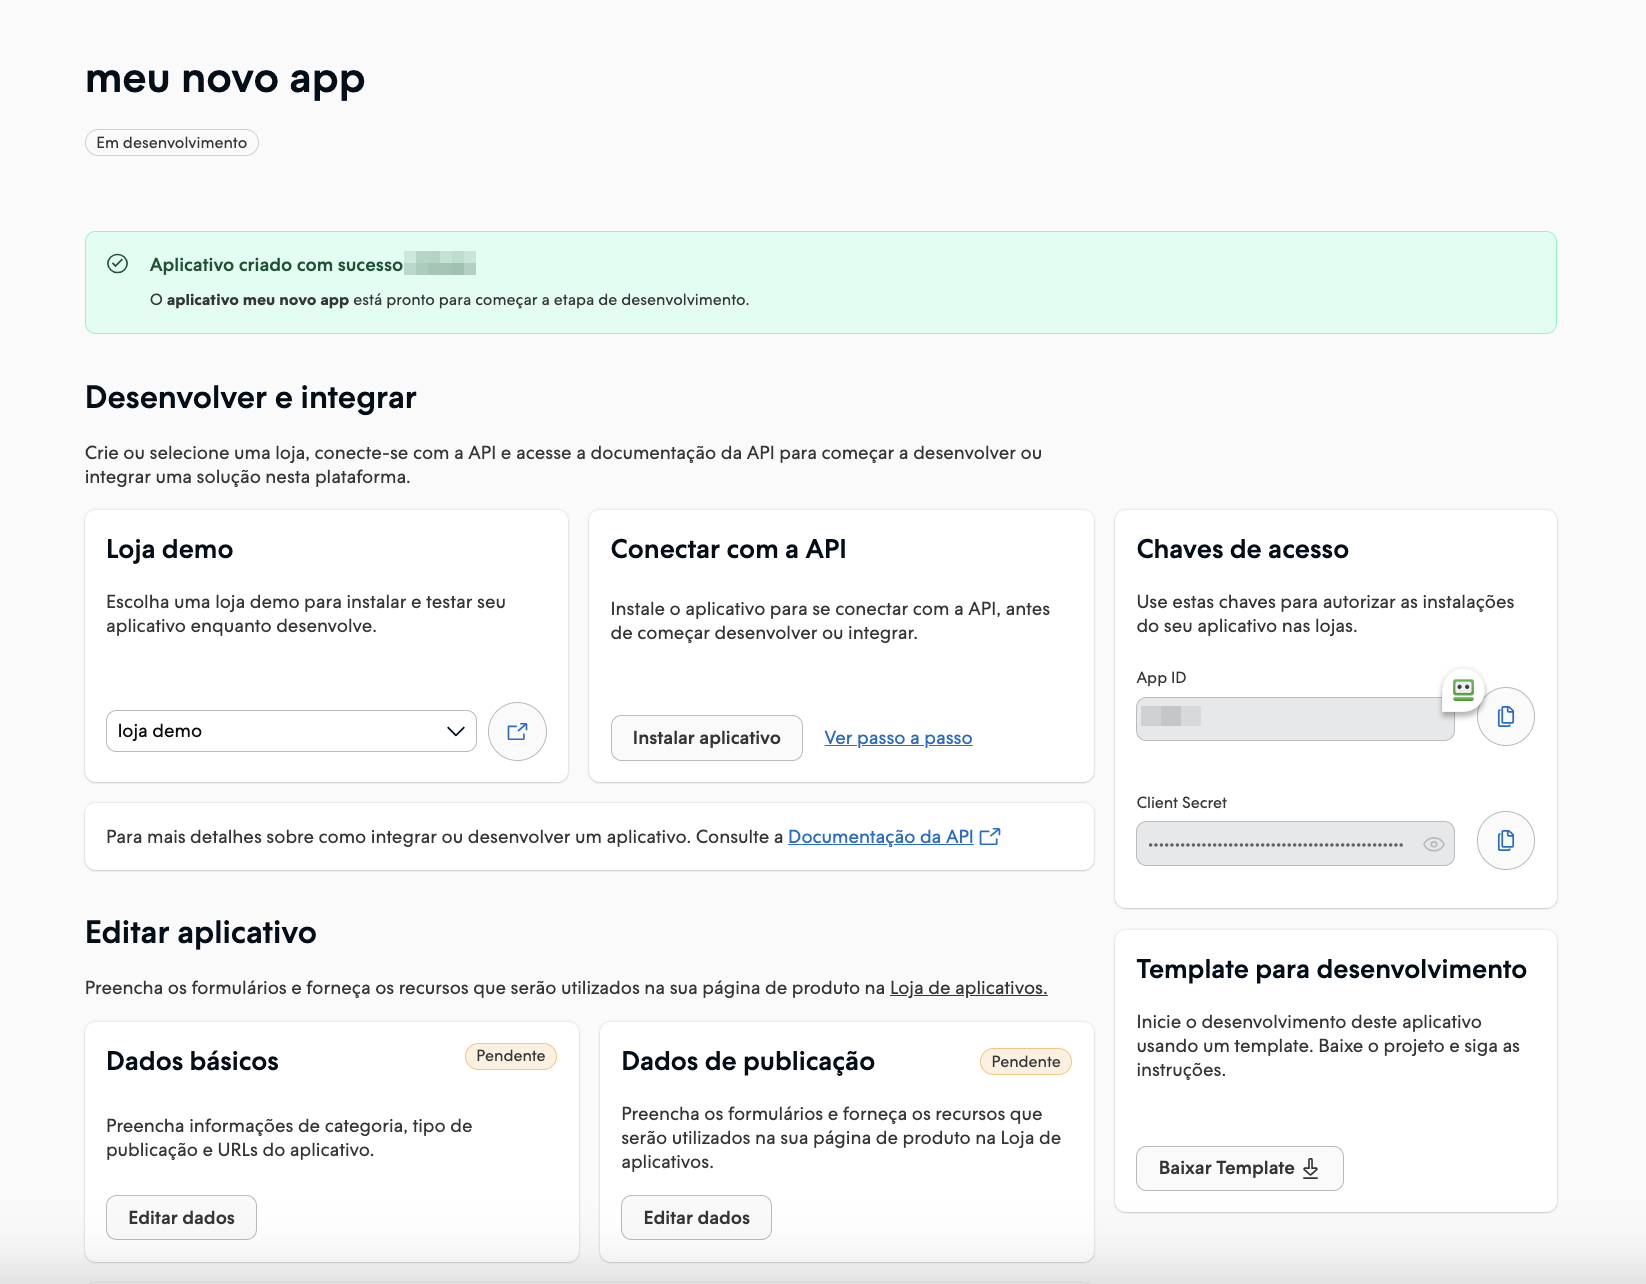 meu novo app
Em desenvolvimento
Aplicativo criado com sucesso
O aplicativo meu novo app está pronto para começar a etapa de desenvolvimento.
Desenvolver e integrar
Crie ou selecione uma loja, conecte-se com a API e acesse a documentação da API para começar a desenvolver ou
integrar uma solução nesta plataforma.
Loja demo
Escolha uma loja demo para instalar e testar seu
aplicativo enquanto desenvolve.
loja demo
Conectar com a API
Instale o aplicativo para se conectar com a API, antes
de começar desenvolver ou integrar.
Instalar aplicativo
Ver passo a passo
Para mais detalhes sobre como integrar ou desenvolver um aplicativo. Consulte a Documentação da API
Chaves de acesso
Use estas chaves para autorizar as instalações
do seu aplicativo nas lojas.
App ID
Client Secret
Editar aplicativo
Preencha os formulários e forneça os recursos que serão utilizados na sua página de produto na Loja de aplicativos.
Dados básicos
Pendente
Preencha informações de categoria, tipo de
publicação e URLs do aplicativo.
Editar dados
Dados de publicação
Pendente
Preencha os formulários e forneça os recursos que
serão utilizados na sua página de produto na Loja de
aplicativos.
Editar dados
Template para desenvolvimento
Inicie o desenvolvimento deste aplicativo
usando um template. Baixe o projeto e siga as
instruções.
Baixar Template